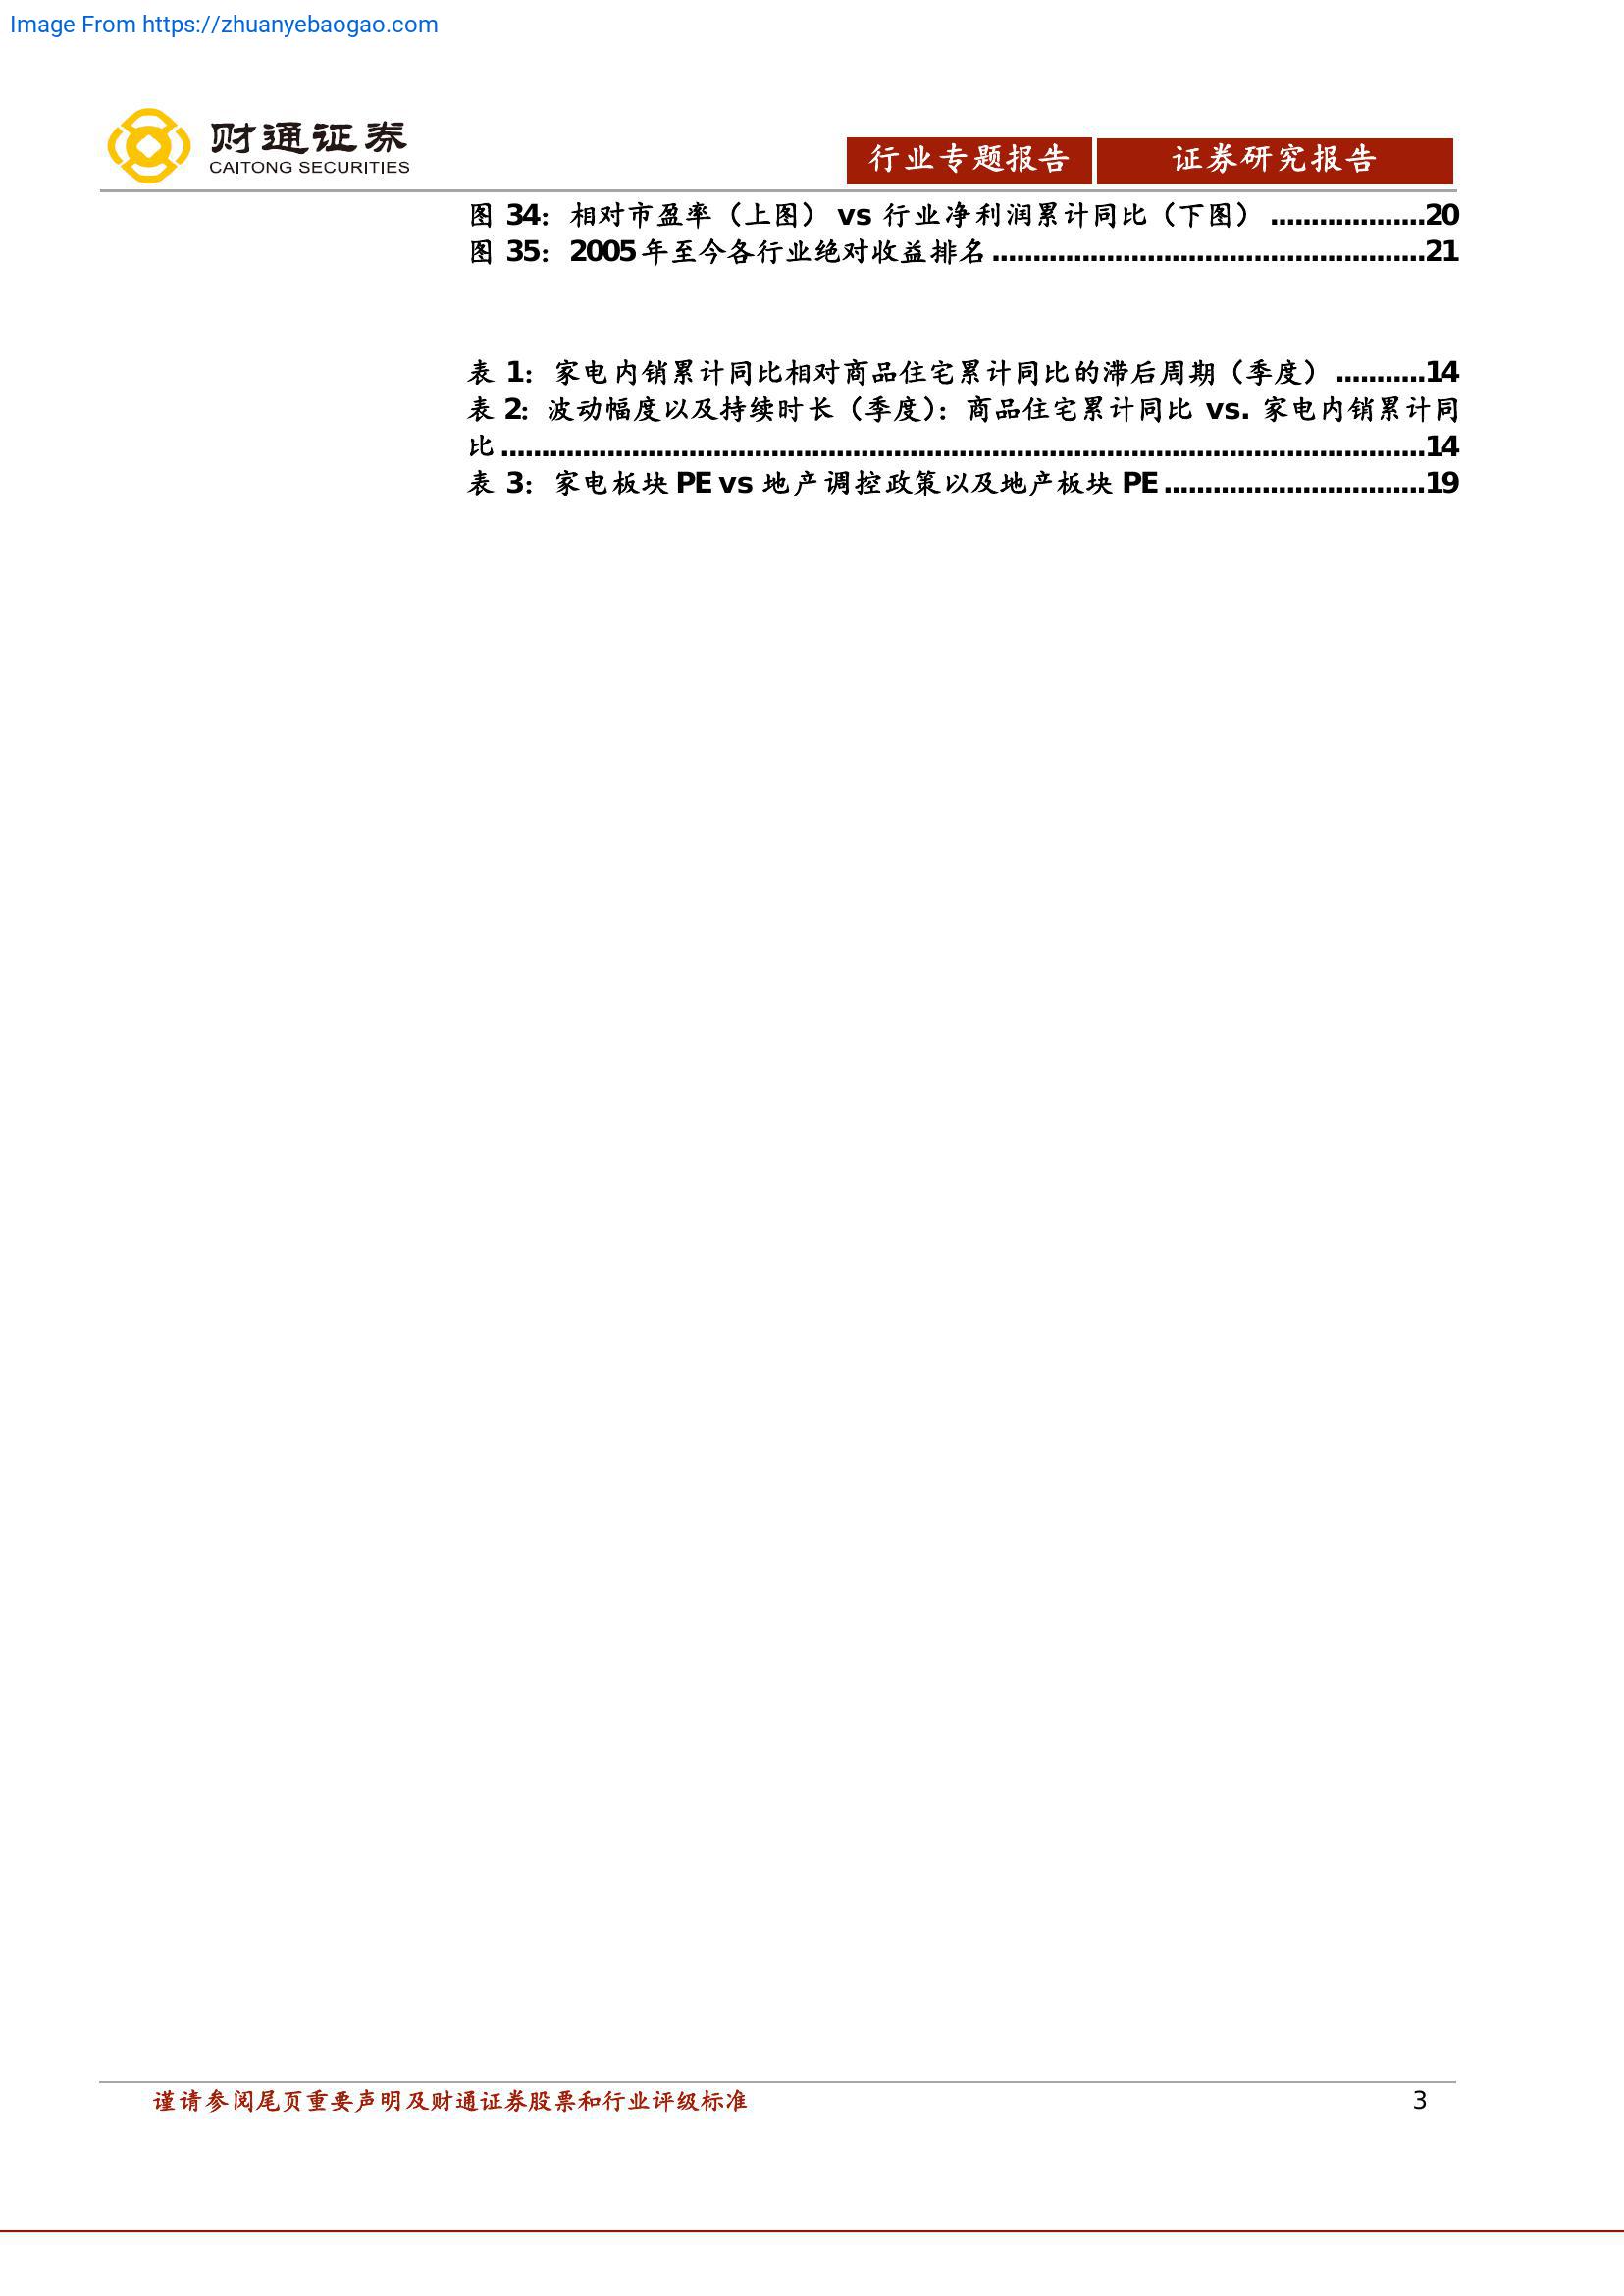 Image From https://zhuanyebaogao.com
财通证券
CAITONG SECURITIES
行业专题报告 证券研究报告
图 34：相对市盈率（上图） vs 行业净利润累计同比（下图） ...................20
图 35：2005 年至今各行业绝对收益排名.....................................................21
表 1：家电内销累计同比相对商品住宅累计同比的滞后周期（季度） ...........14
表 2：波动幅度以及持续时长（季度）：商品住宅累计同比 vs. 家电内销累计同
比.................................................................................................................14
表 3：家电板块 PE vs 地产调控政策以及地产板块 PE................................19
谨请参阅尾页重要声明及财通证券股票和行业评级标准 3